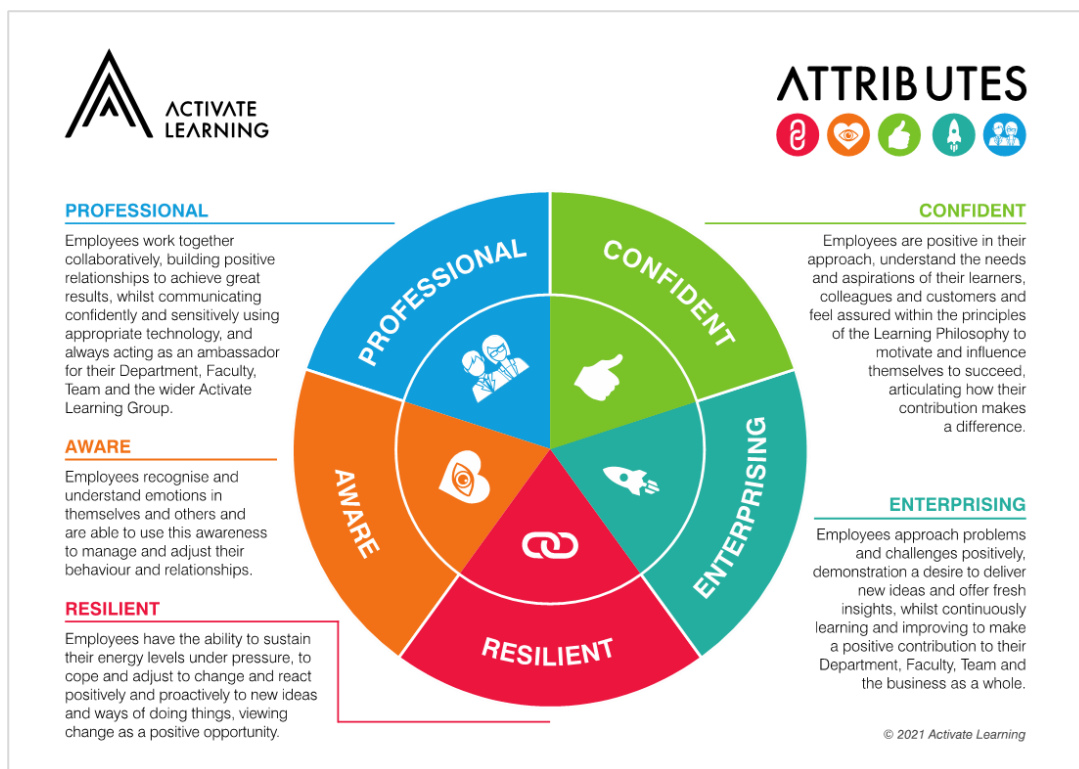 ACTIVATE
LEARNING
ATTRIBUTES
PROFESSIONAL
Employees work together
collaboratively, building positive
relationships to achieve great
results, whilst communicating
confidently and sensitively using
appropriate technology, and
always acting as an ambassador
for their Department, Faculty,
Team and the wider Activate
Learning Group.
AWARE
Employees recognise and
understand emotions in
themselves and others and
are able to use this awareness
to manage and adjust their
behaviour and relationships.
RESILIENT
Employees have the ability to sustain
their energy levels under pressure, to
cope and adjust to change and react
positively and proactively to new ideas
and ways of doing things, viewing
change as a positive opportunity.
PROFESSIONAL
CONFIDENT
ENTERPRISING
RESILIENT
AWARE
CONFIDENT
Employees are positive in their
approach, understand the needs
and aspirations of their learners,
colleagues and customers and
feel assured within the principles
of the Learning Philosophy to
motivate and influence
themselves to succeed,
articulating how their
contribution makes
a difference.
ENTERPRISING
Employees approach problems
and challenges positively,
demonstration a desire to deliver
new ideas and offer fresh
insights, whilst continuously
learning and improving to make
a positive contribution to their
Department, Faculty, Team and
the business as a whole.
© 2021 Activate Learning